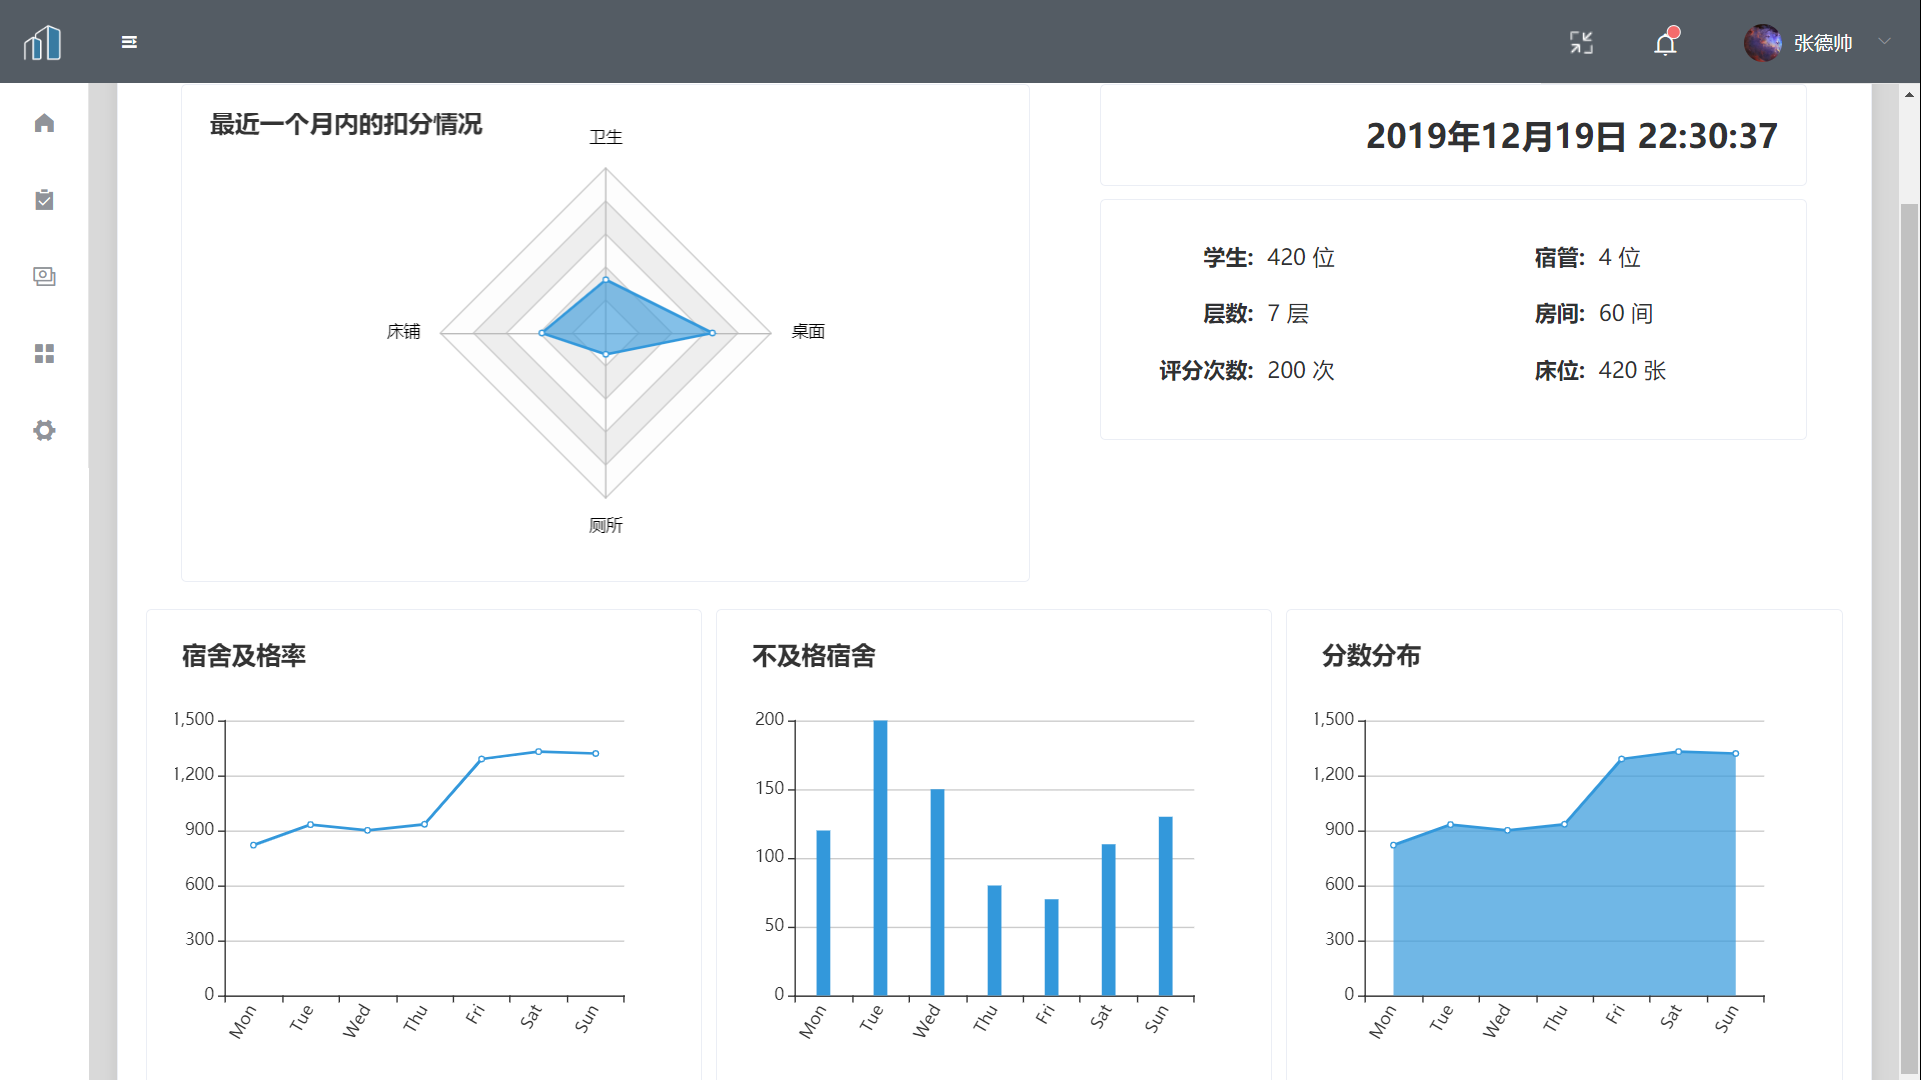 张德帅
最近一个月内的扣分情况
卫生
床铺
桌面
厕所
2019年12月19日 22:30:37
学生: 420 位
宿管: 4 位
层数: 7 层
房间: 60 间
评分次数: 200 次
床位: 420 张
宿舍及格率
1,500
1,200
900
600
300
0
Mon Tue Wed Thu Fri Sat Sun
不及格宿舍
200
150
100
50
0
Mon Tue Wed Thu Fri Sat Sun
分数分布
1,500
1,200
900
600
300
0
Mon Tue Wed Thu Fri Sat Sun